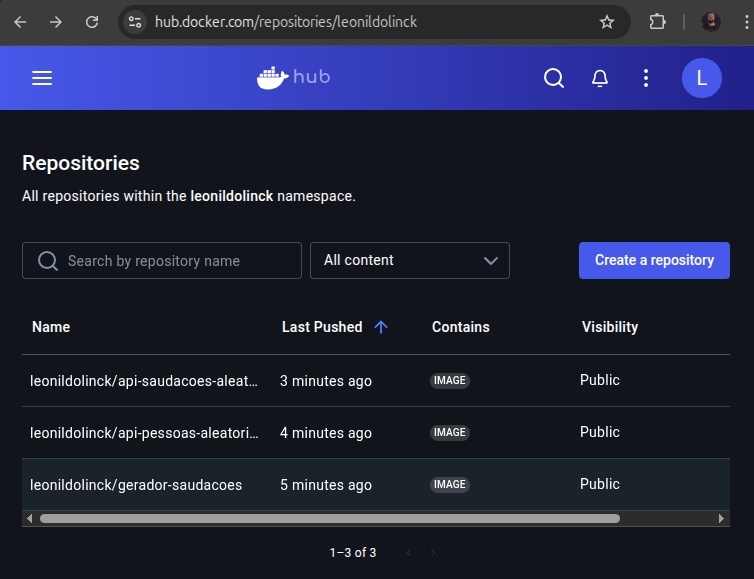 hub.docker.com/repositories/leonildolinck
hub
L
Repositories
All repositories within the leonildolinck namespace.
Search by repository name
All content
Create a repository
Name Last Pushed Contains Visibility
leonildolinck/api-saudacoes-aleat… 3 minutes ago IMAGE Public
leonildolinck/api-pessoas-aleatori… 4 minutes ago IMAGE Public
leonildolinck/gerador-saudacoes 5 minutes ago IMAGE Public
1–3 of 3